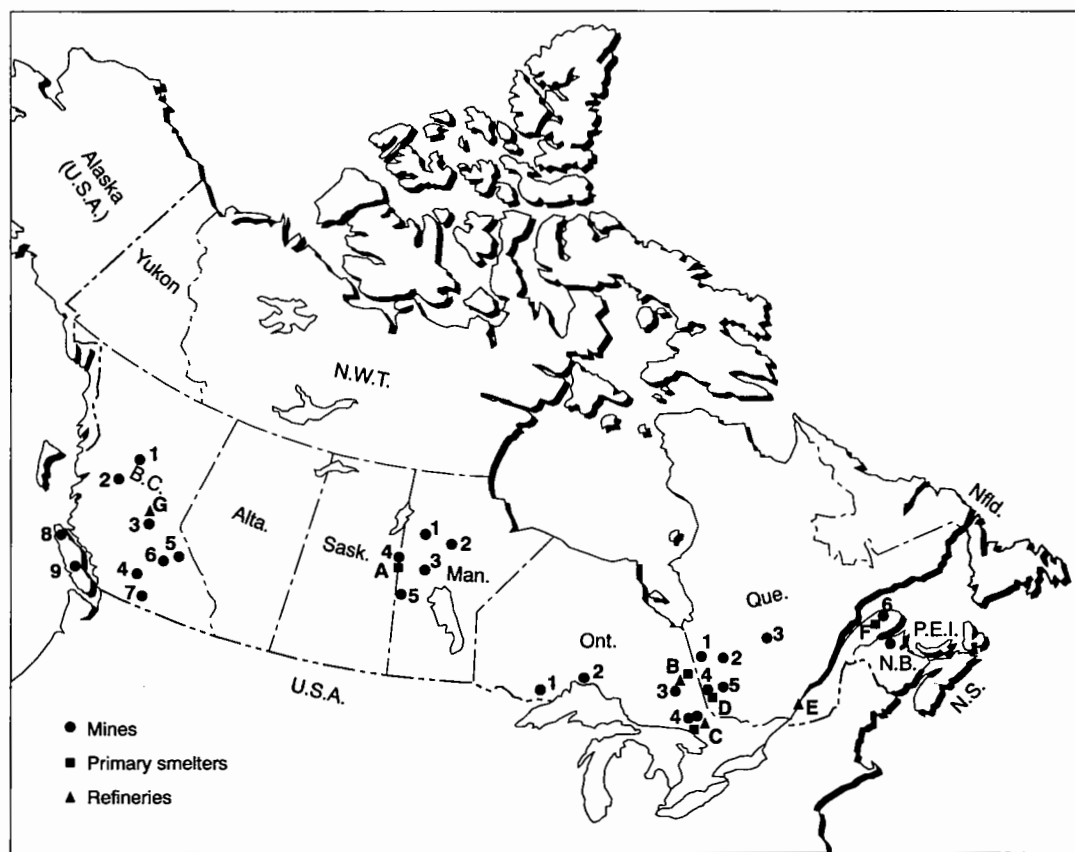 Alaska
(U.S.A.)
Yukon
N.W.T.
1
B.C.
2
G
3
8
5
6
9
4
7
Alta.
Sask.
1
2
4
A
3
Man.
5
Nfld.
Que.
3
6
F
P.E.I.
N.B.
N.S.
Ont.
1
2
B
3
1
2
4
5
D
4
C
E
U.S.A.
Mines
Primary smelters
Refineries